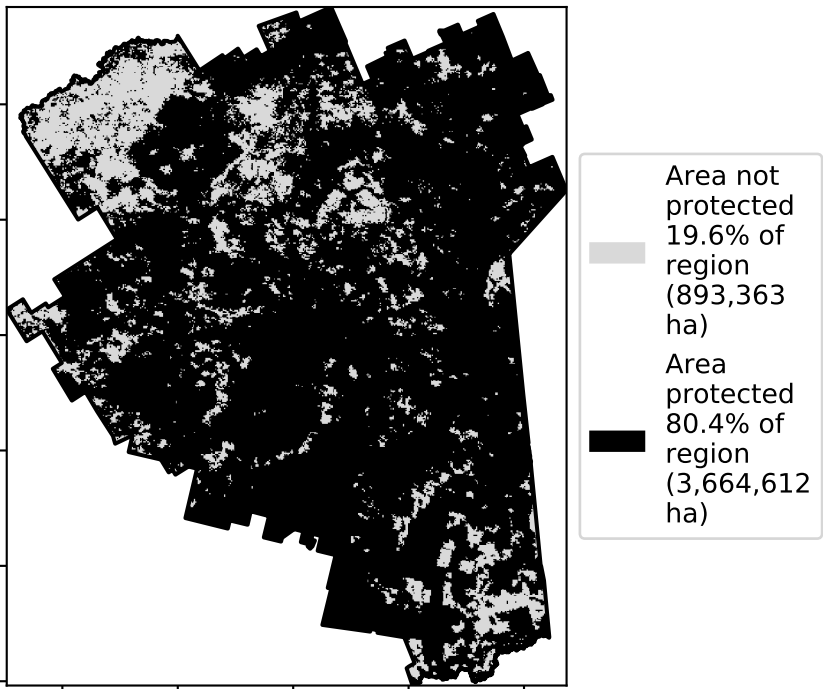 Area not
protected
19.6% of
region
(893,363
ha)
Area
protected
80.4% of
region
(3,664,612
ha)